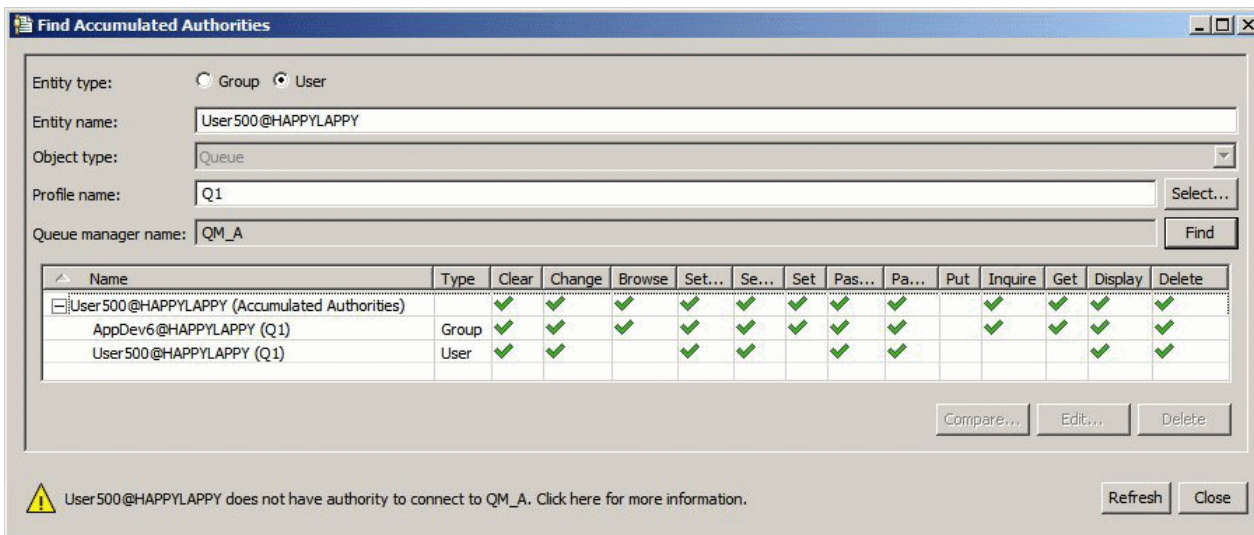 Find Accumulated Authorities
Entity type: Group User
Entity name: User500@HAPPYLAPPY
Object type: Queue
Profile name: Q1 Select...
Queue manager name: QM_A Find
Name Type Clear Change Browse Set... Se... Set Pas... Pa... Put Inquire Get Display Delete
User500@HAPPYLAPPY (Accumulated Authorities)
AppDev6@HAPPYLAPPY (Q1) Group
User500@HAPPYLAPPY (Q1) User
Compare... Edit... Delete
User500@HAPPYLAPPY does not have authority to connect to QM_A. Click here for more information. Refresh Close